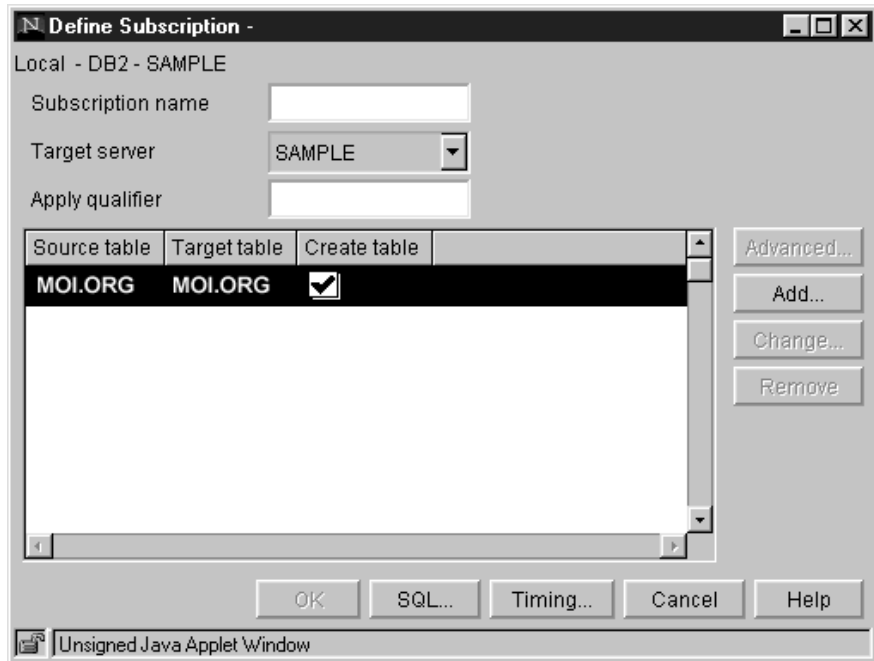 N Define Subscription -
Local - DB2 - SAMPLE
Subscription name
Target server SAMPLE
Apply qualifier
Source table Target table Create table
MOI.ORG MOI.ORG
Advanced...
Add...
Change...
Remove
OK SQL... Timing... Cancel Help
Unsigned Java Applet Window